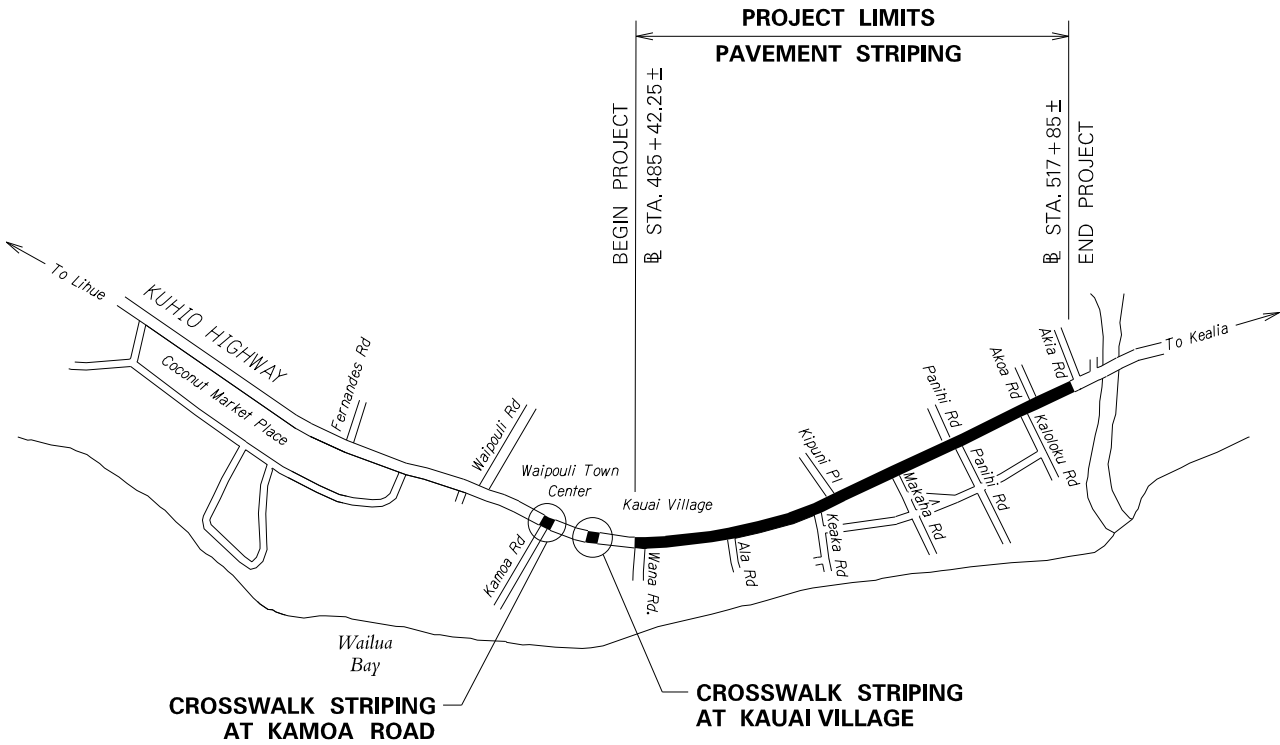 PROJECT LIMITS
PAVEMENT STRIPING
BEGIN PROJECT
℄ STA. 485+42.25±
℄ STA. 517+85±
END PROJECT
To Lihue
KUHIO HIGHWAY
Coconut Market Place
Fernandes Rd
Waipouli Rd
Waipouli Town
Center
Kauai Village
Kamoa Rd
Wana Rd.
Ala Rd
Kipuni Pl
Keaka Rd
Makaha Rd
Panihi Rd
Panihi Rd
Akoa Rd
Kaloloku Rd
Akia Rd
To Kealia
Wailua
Bay
CROSSWALK STRIPING
AT KAMOA ROAD
CROSSWALK STRIPING
AT KAUAI VILLAGE